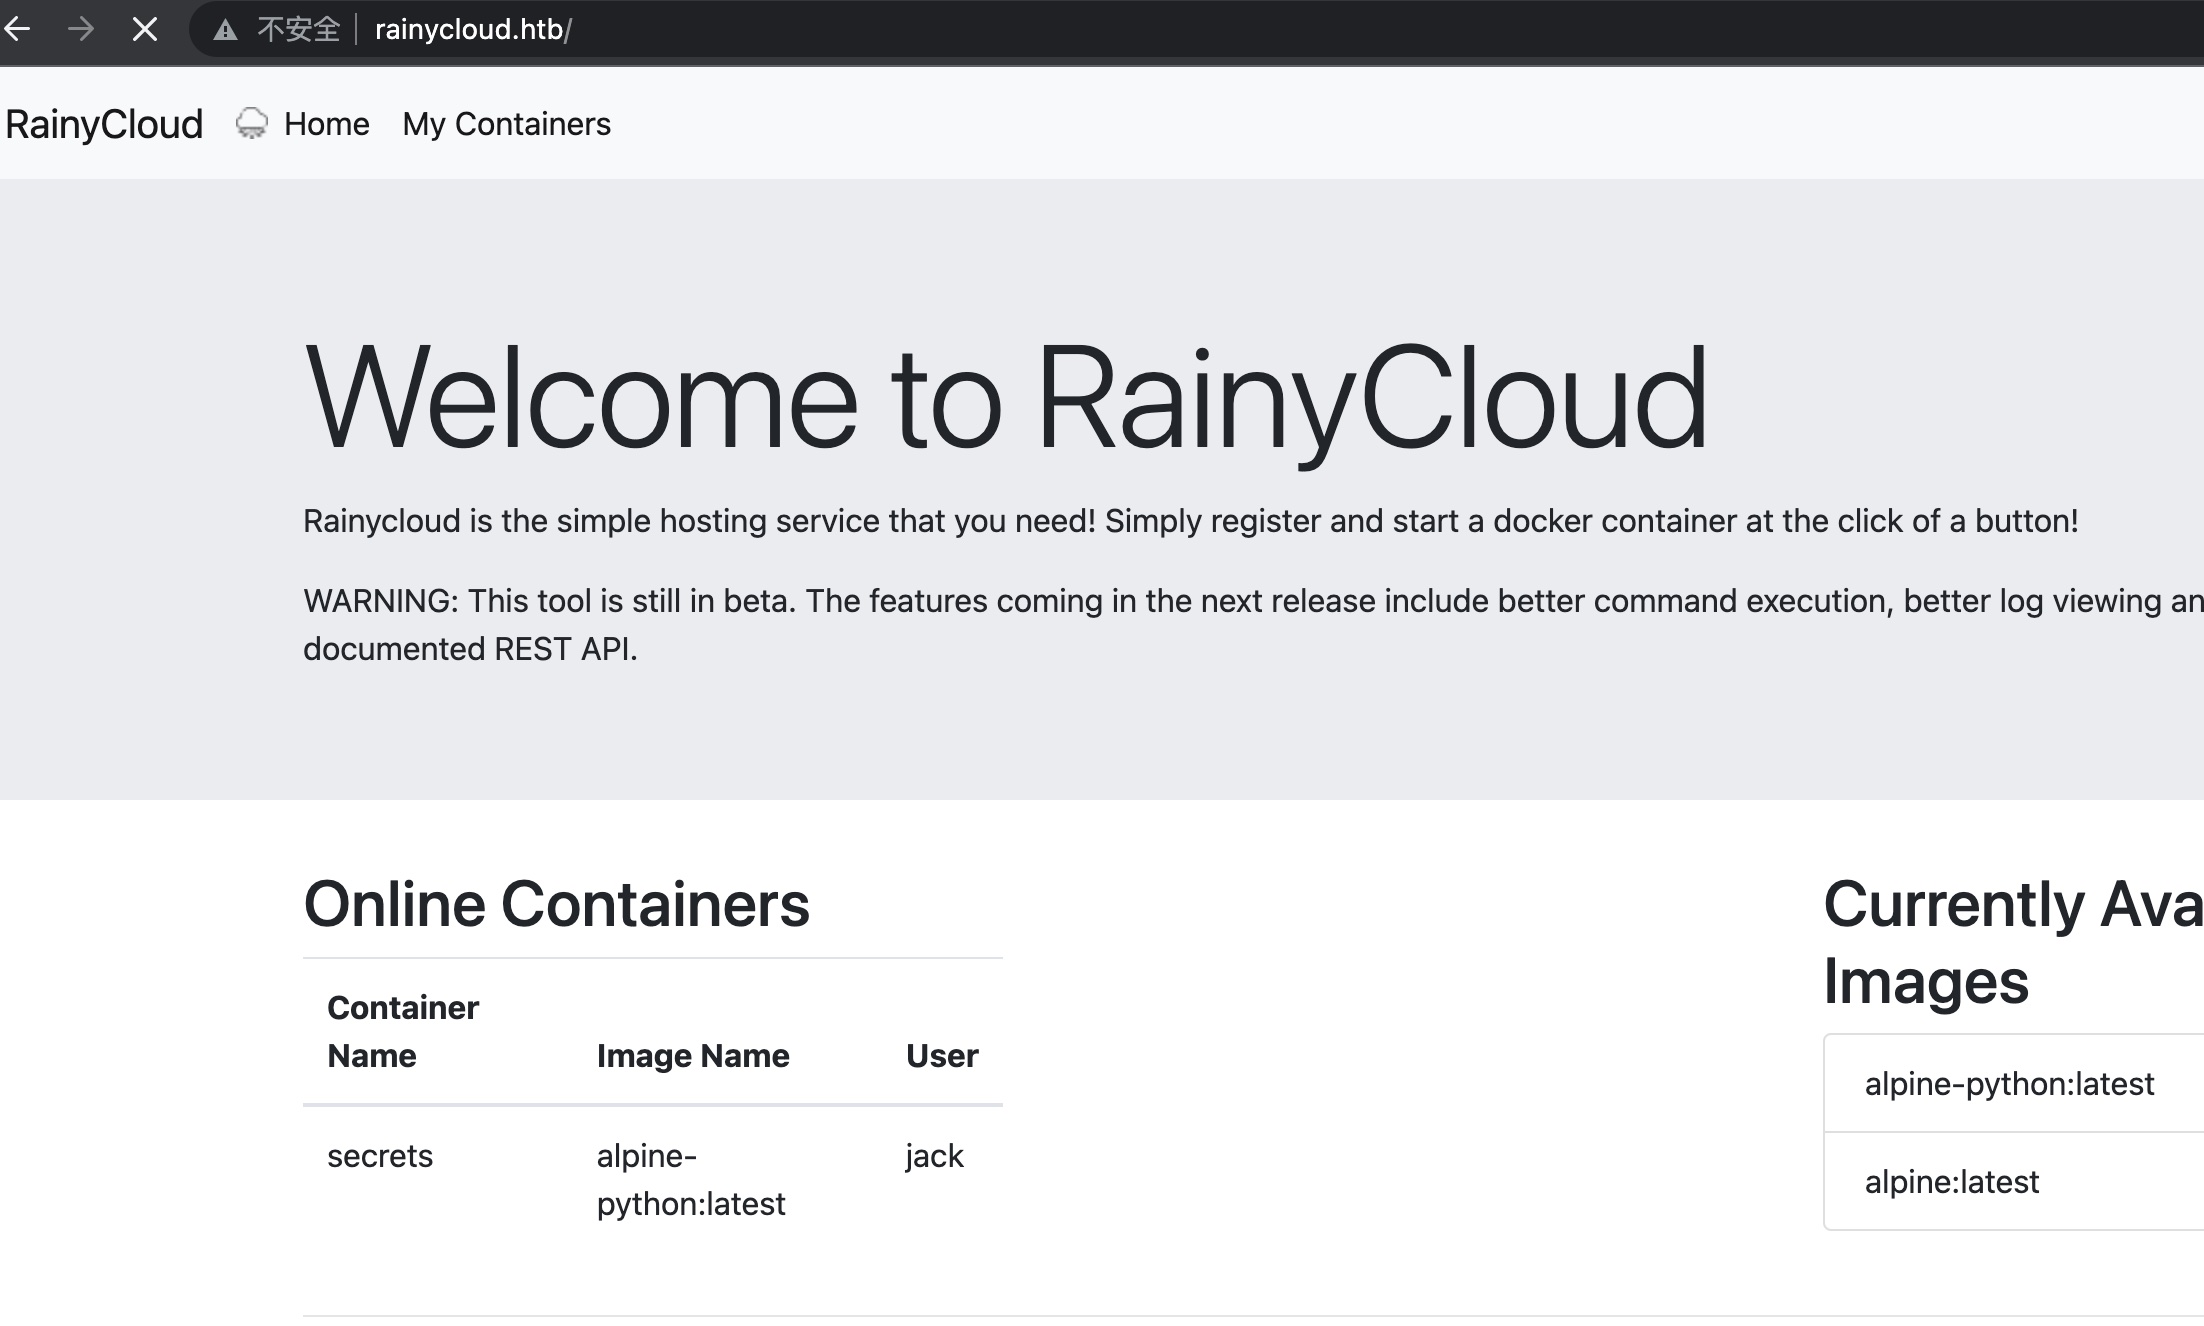 不安全 rainycloud.htb/
RainyCloud Home My Containers
Welcome to RainyCloud
Rainycloud is the simple hosting service that you need! Simply register and start a docker container at the click of a button!
WARNING: This tool is still in beta. The features coming in the next release include better command execution, better log viewing an
documented REST API.
Online Containers
Container
Name Image Name User
secrets alpine- jack
python:latest
Currently Ava
Images
alpine-python:latest
alpine:latest